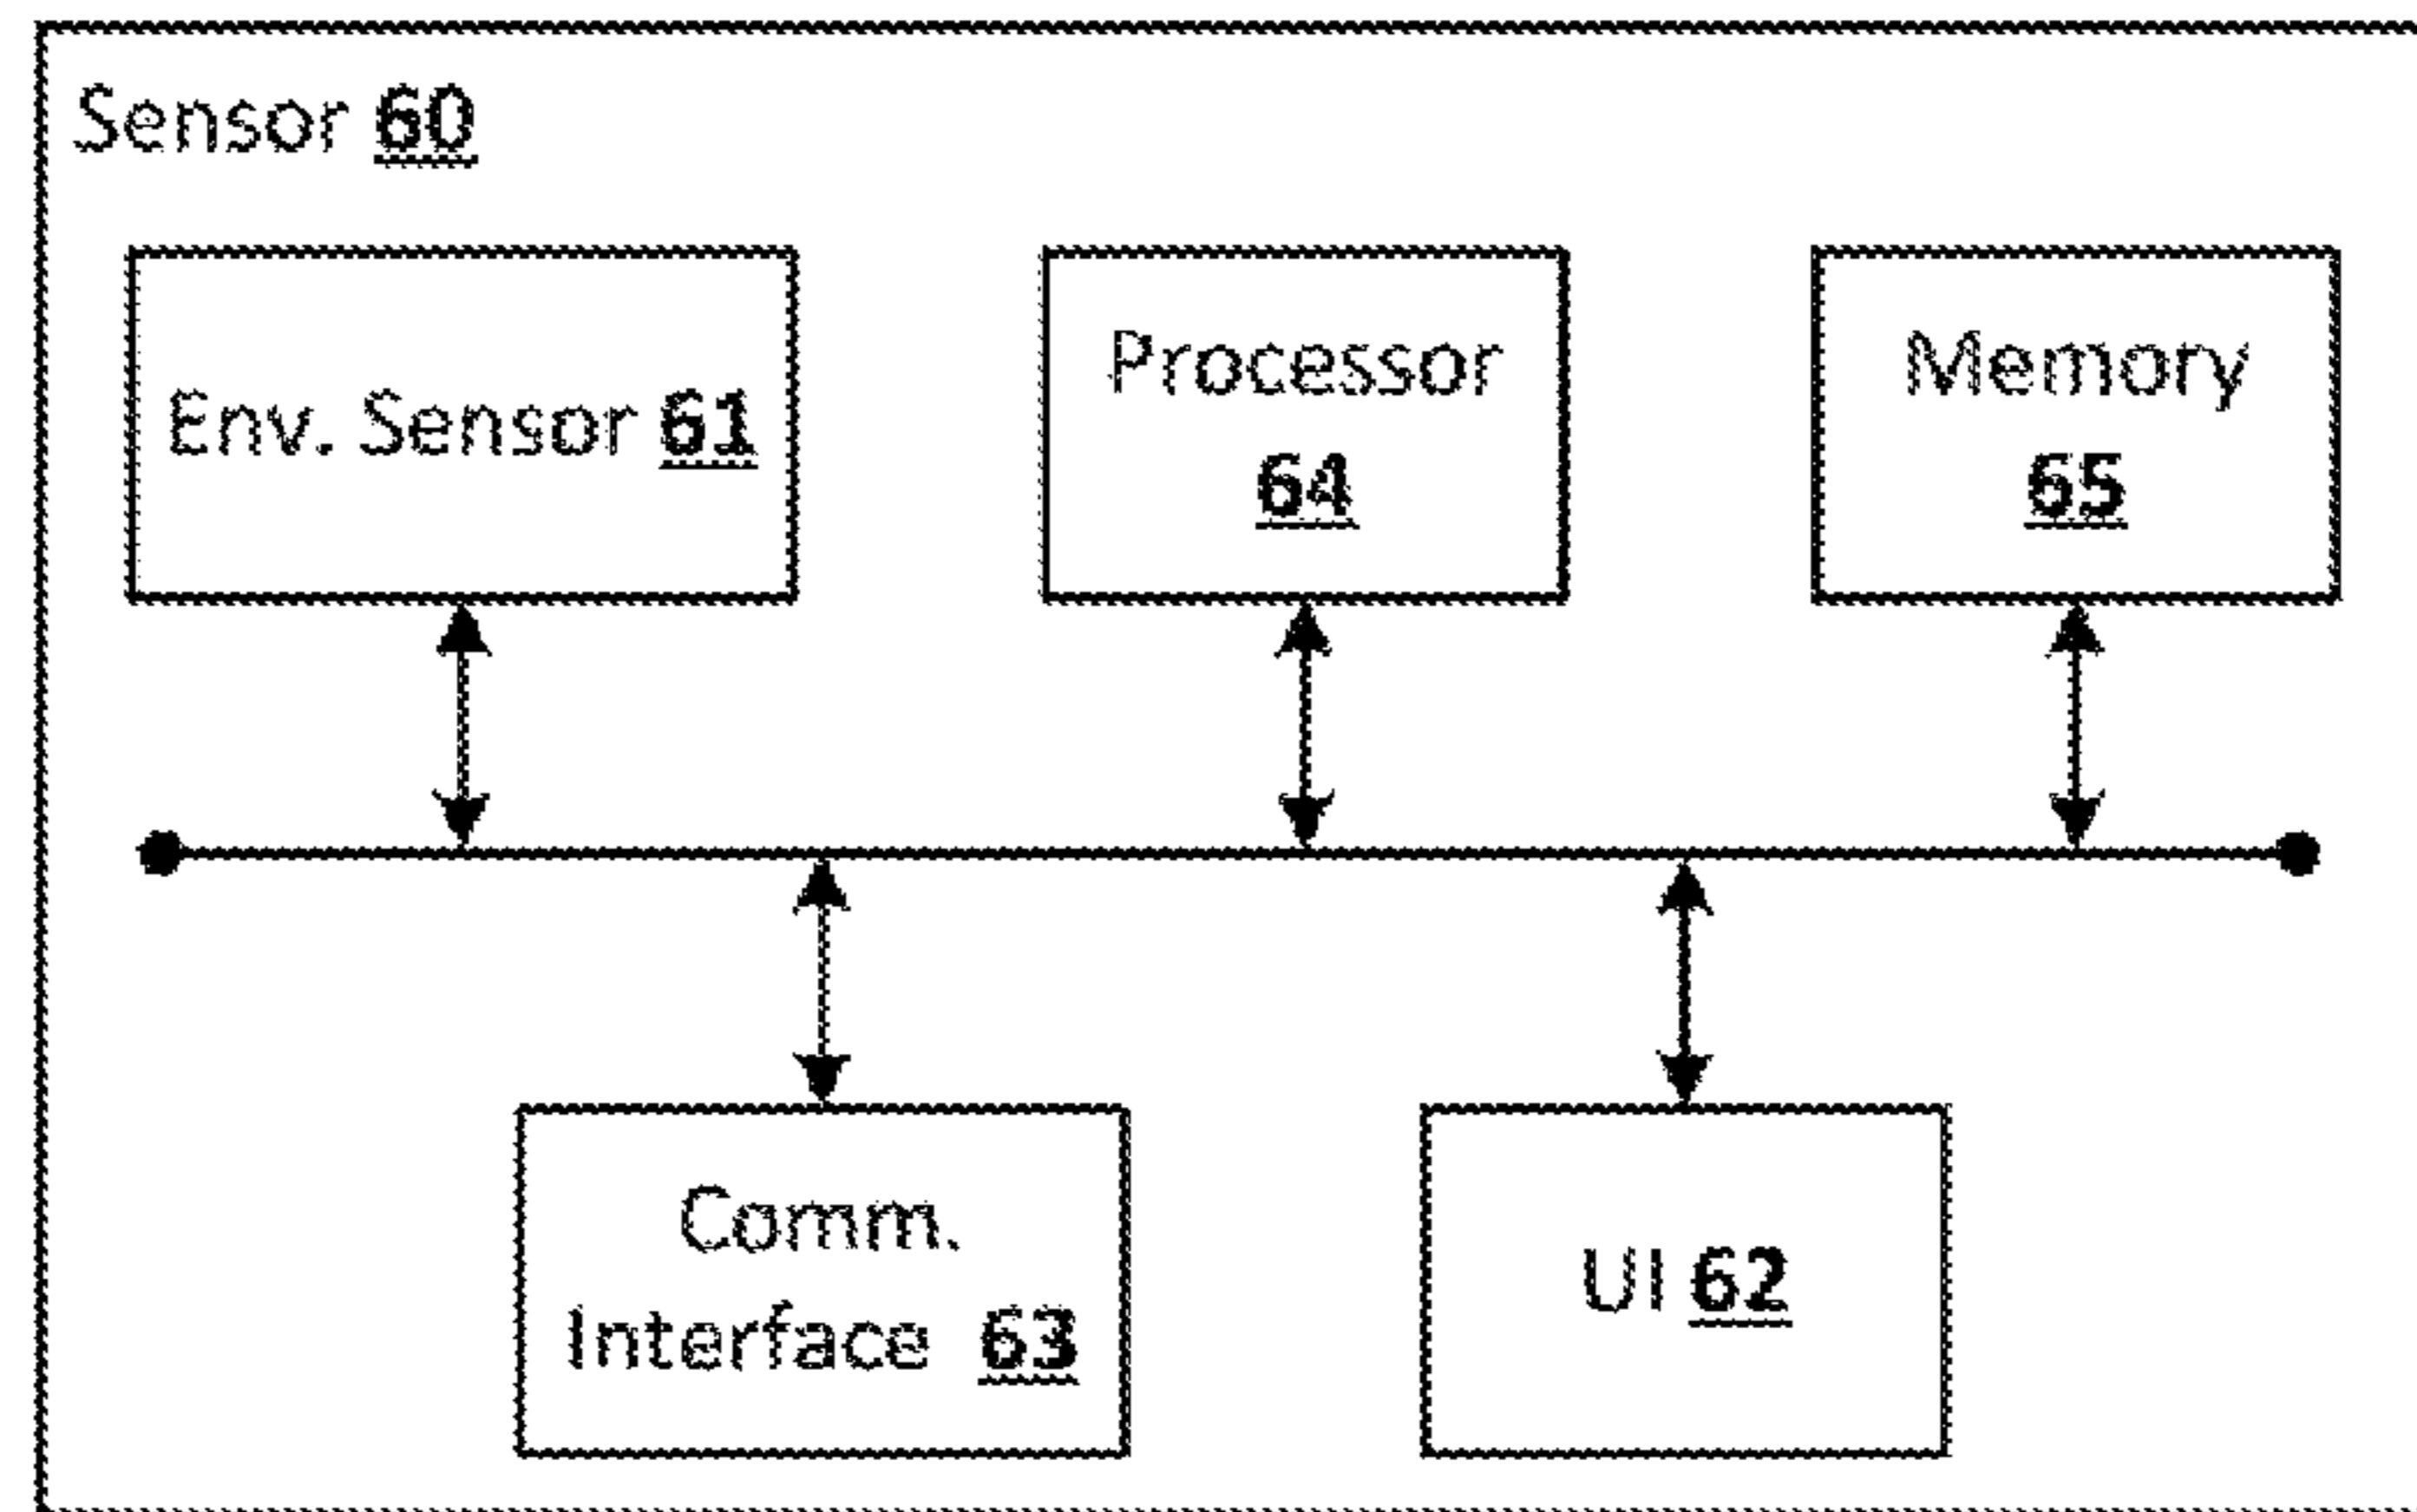 Sensor 60
Env. Sensor 61
Processor
64
Memory
65
Comm.
Interface 63
UI 62